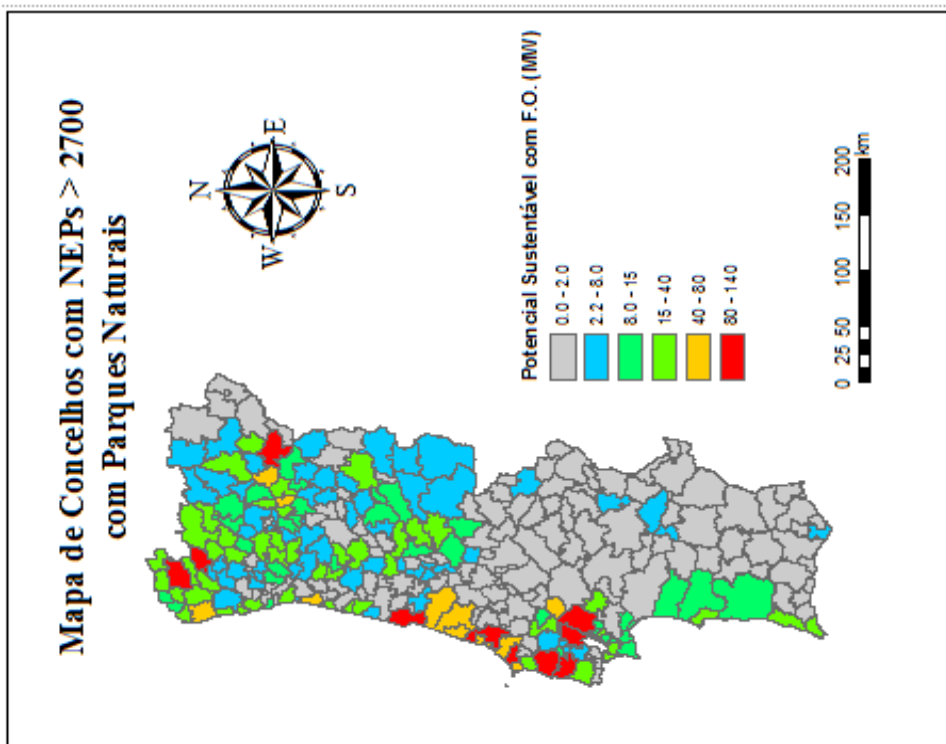 Mapa de Concelhos com NEPs > 2700
com Parques Naturais
N
W
E
S
Potencial Sustentável com F.O. (MW)
0.0 - 2.0
2.2 - 8.0
8.0 - 15
15 - 40
40 - 80
80 - 140
0 25 50 100 150 200
km